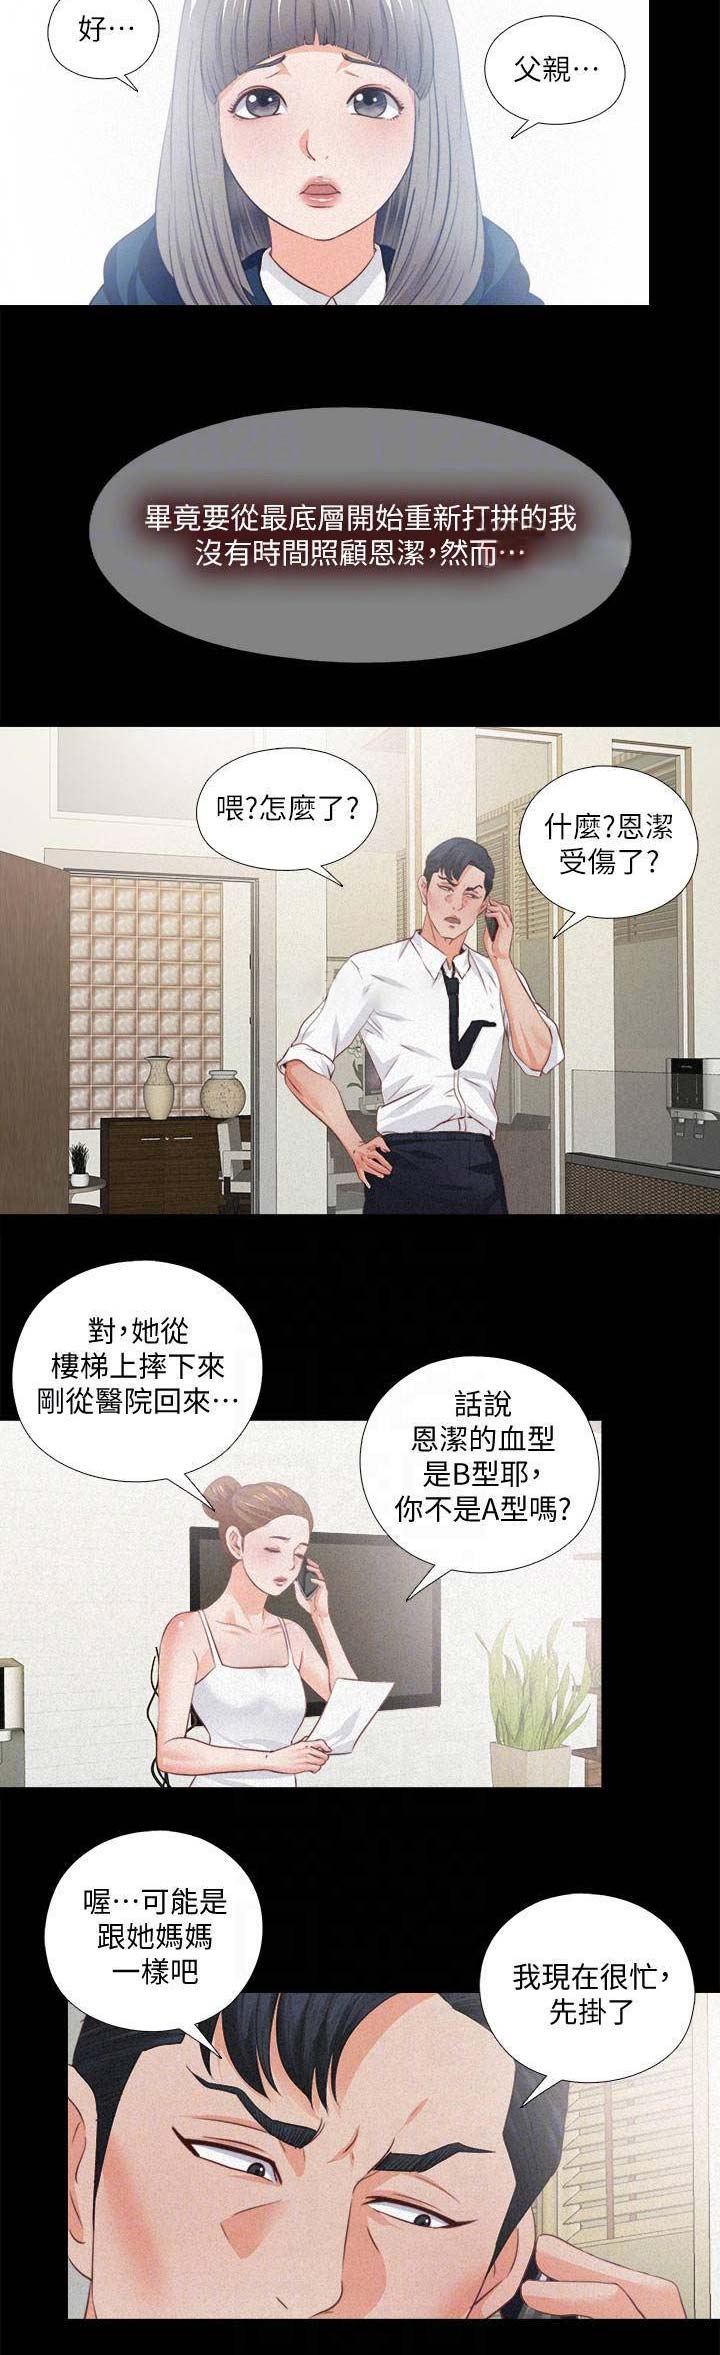 好⋯
父親⋯
畢竟要從最底層開始重新打拼的我
沒有時間照顧恩潔,然而⋯
喂?怎麼了?
什麼?恩潔
受傷了?
對,她從
樓梯上摔下來
剛從醫院回來⋯
話說
恩潔的血型
是B型耶,
你不是A型嗎?
喔⋯可能是
跟她媽媽
一樣吧
我現在很忙,
先掛了